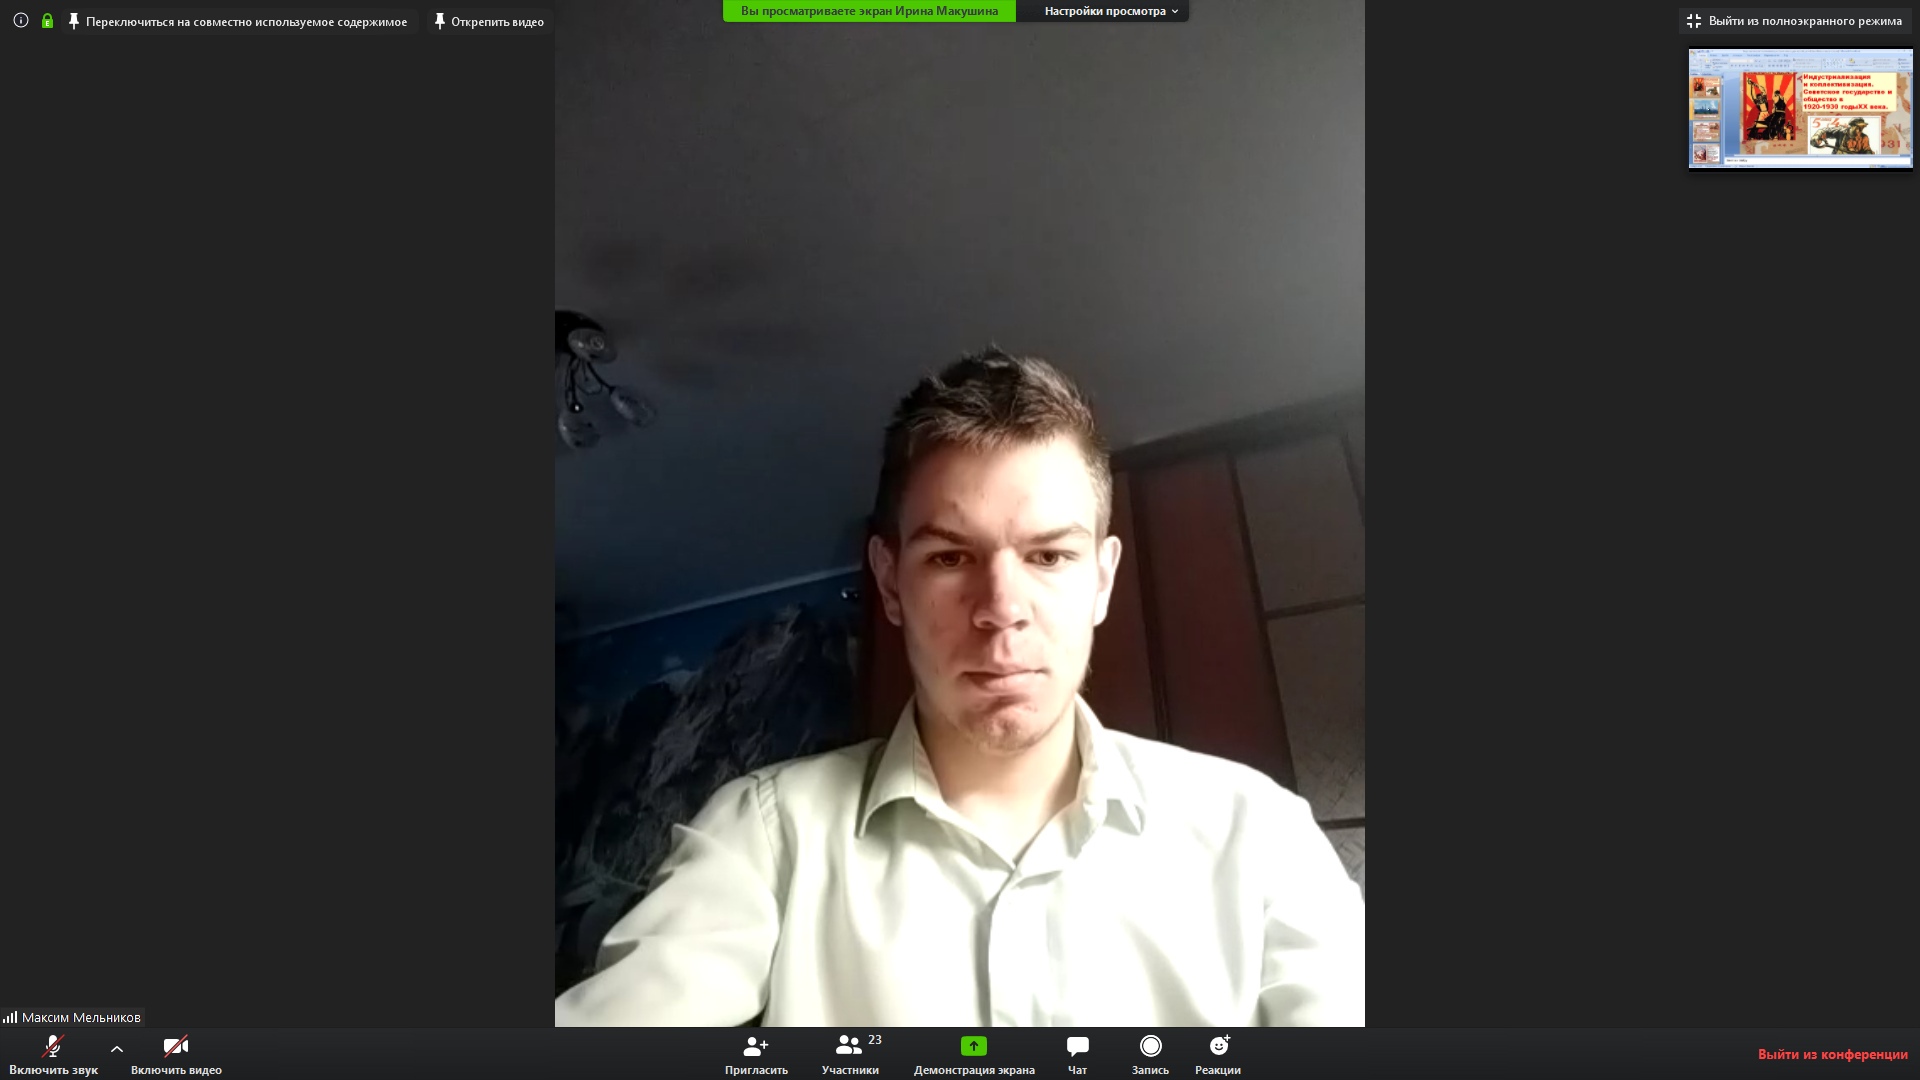 Вы просматриваете экран Ирина Макушина
Настройки просмотра
Переключиться на совместно используемое содержимое
Открепить видео
Выйти из полноэкранного режима
Индустриализация
и коллективизация.
Советское государство и
общество в
1920-1930 годыXX века.
Максим Мельников
Включить звук
Включить видео
Пригласить
23
Участники
Демонстрация экрана
Чат
Запись
Реакции
Выйти из конференции